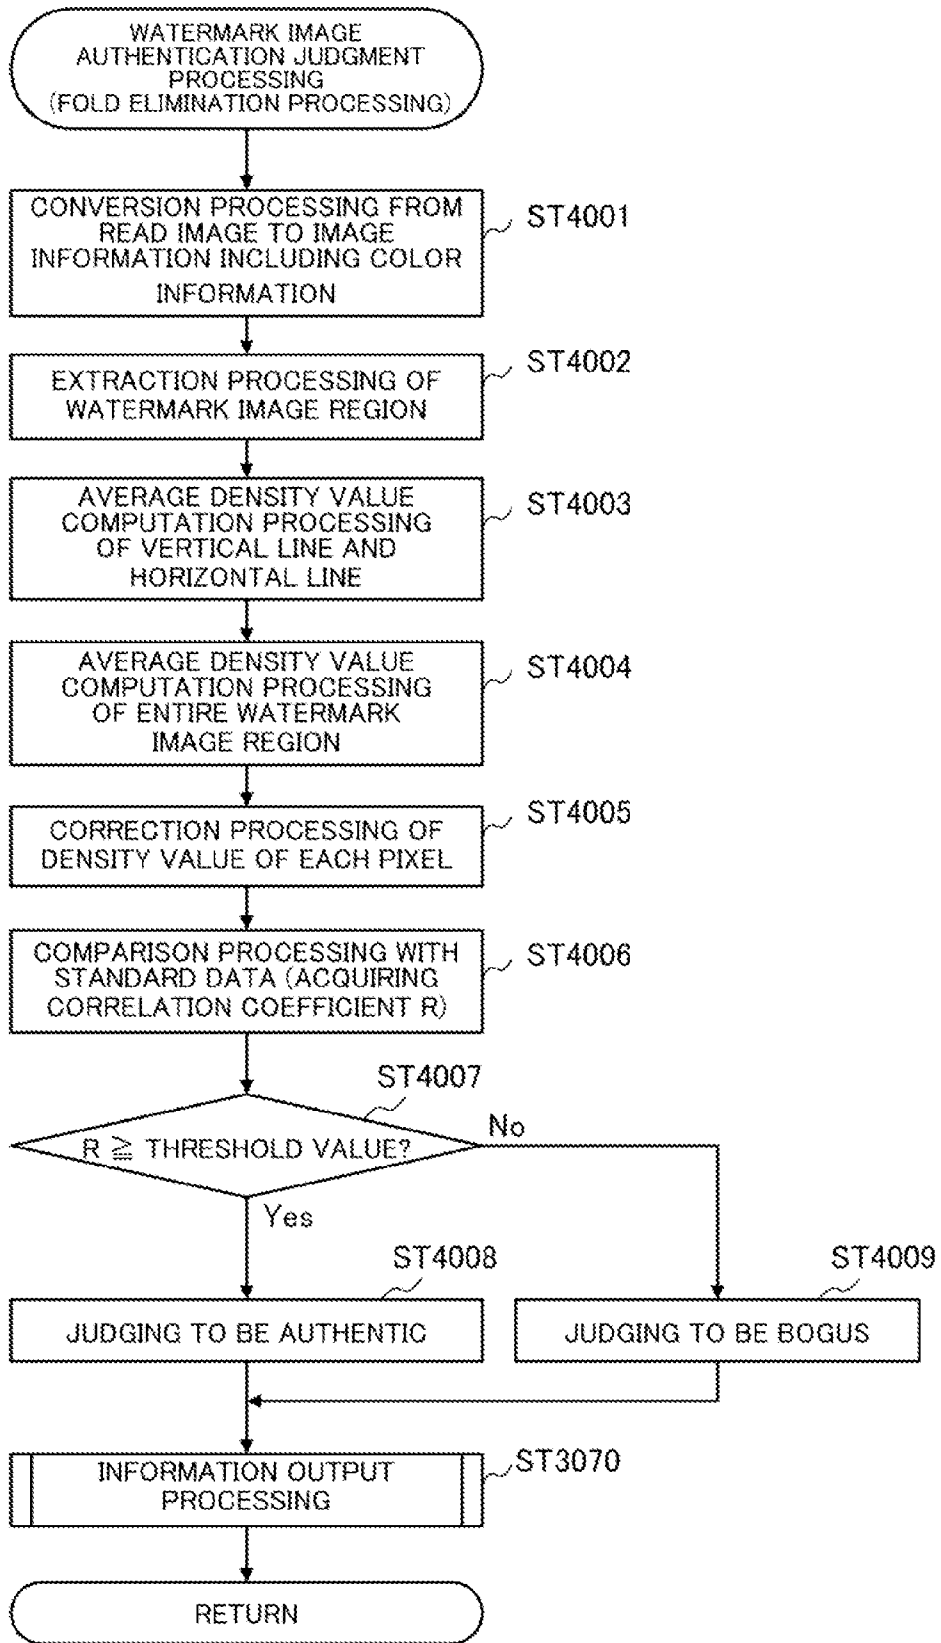 WATERMARK IMAGE
AUTHENTICATION JUDGMENT
PROCESSING
(FOLD ELIMINATION PROCESSING)
CONVERSION PROCESSING FROM
READ IMAGE TO IMAGE
INFORMATION INCLUDING COLOR
INFORMATION
ST4001
EXTRACTION PROCESSING OF
WATERMARK IMAGE REGION
ST4002
AVERAGE DENSITY VALUE
COMPUTATION PROCESSING
OF VERTICAL LINE AND
HORIZONTAL LINE
ST4003
AVERAGE DENSITY VALUE
COMPUTATION PROCESSING
OF ENTIRE WATERMARK
IMAGE REGION
ST4004
CORRECTION PROCESSING OF
DENSITY VALUE OF EACH PIXEL
ST4005
COMPARISON PROCESSING WITH
STANDARD DATA (ACQUIRING
CORRELATION COEFFICIENT R)
ST4006
ST4007
R ≧ THRESHOLD VALUE?
No
Yes
ST4008
JUDGING TO BE AUTHENTIC
ST4009
JUDGING TO BE BOGUS
INFORMATION OUTPUT
PROCESSING
ST3070
RETURN